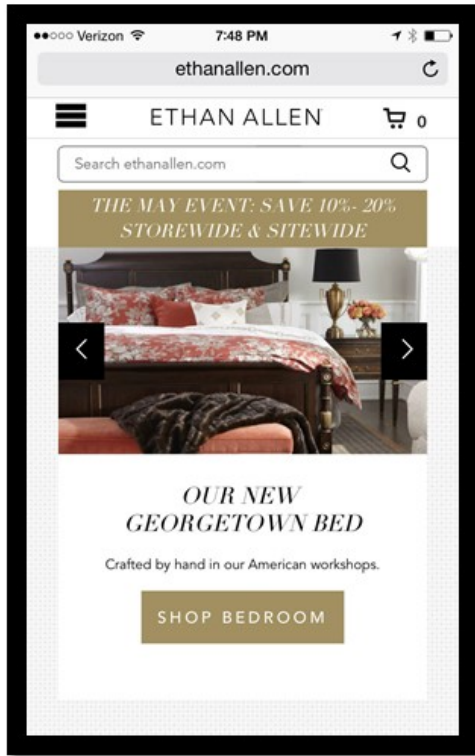 Verizon 7:48 PM
ethanallen.com
ETHAN ALLEN 0
Search ethanallen.com
THE MAY EVENT: SAVE 10%- 20%
STOREWIDE & SITEWIDE
OUR NEW
GEORGETOWN BED
Crafted by hand in our American workshops.
SHOP BEDROOM